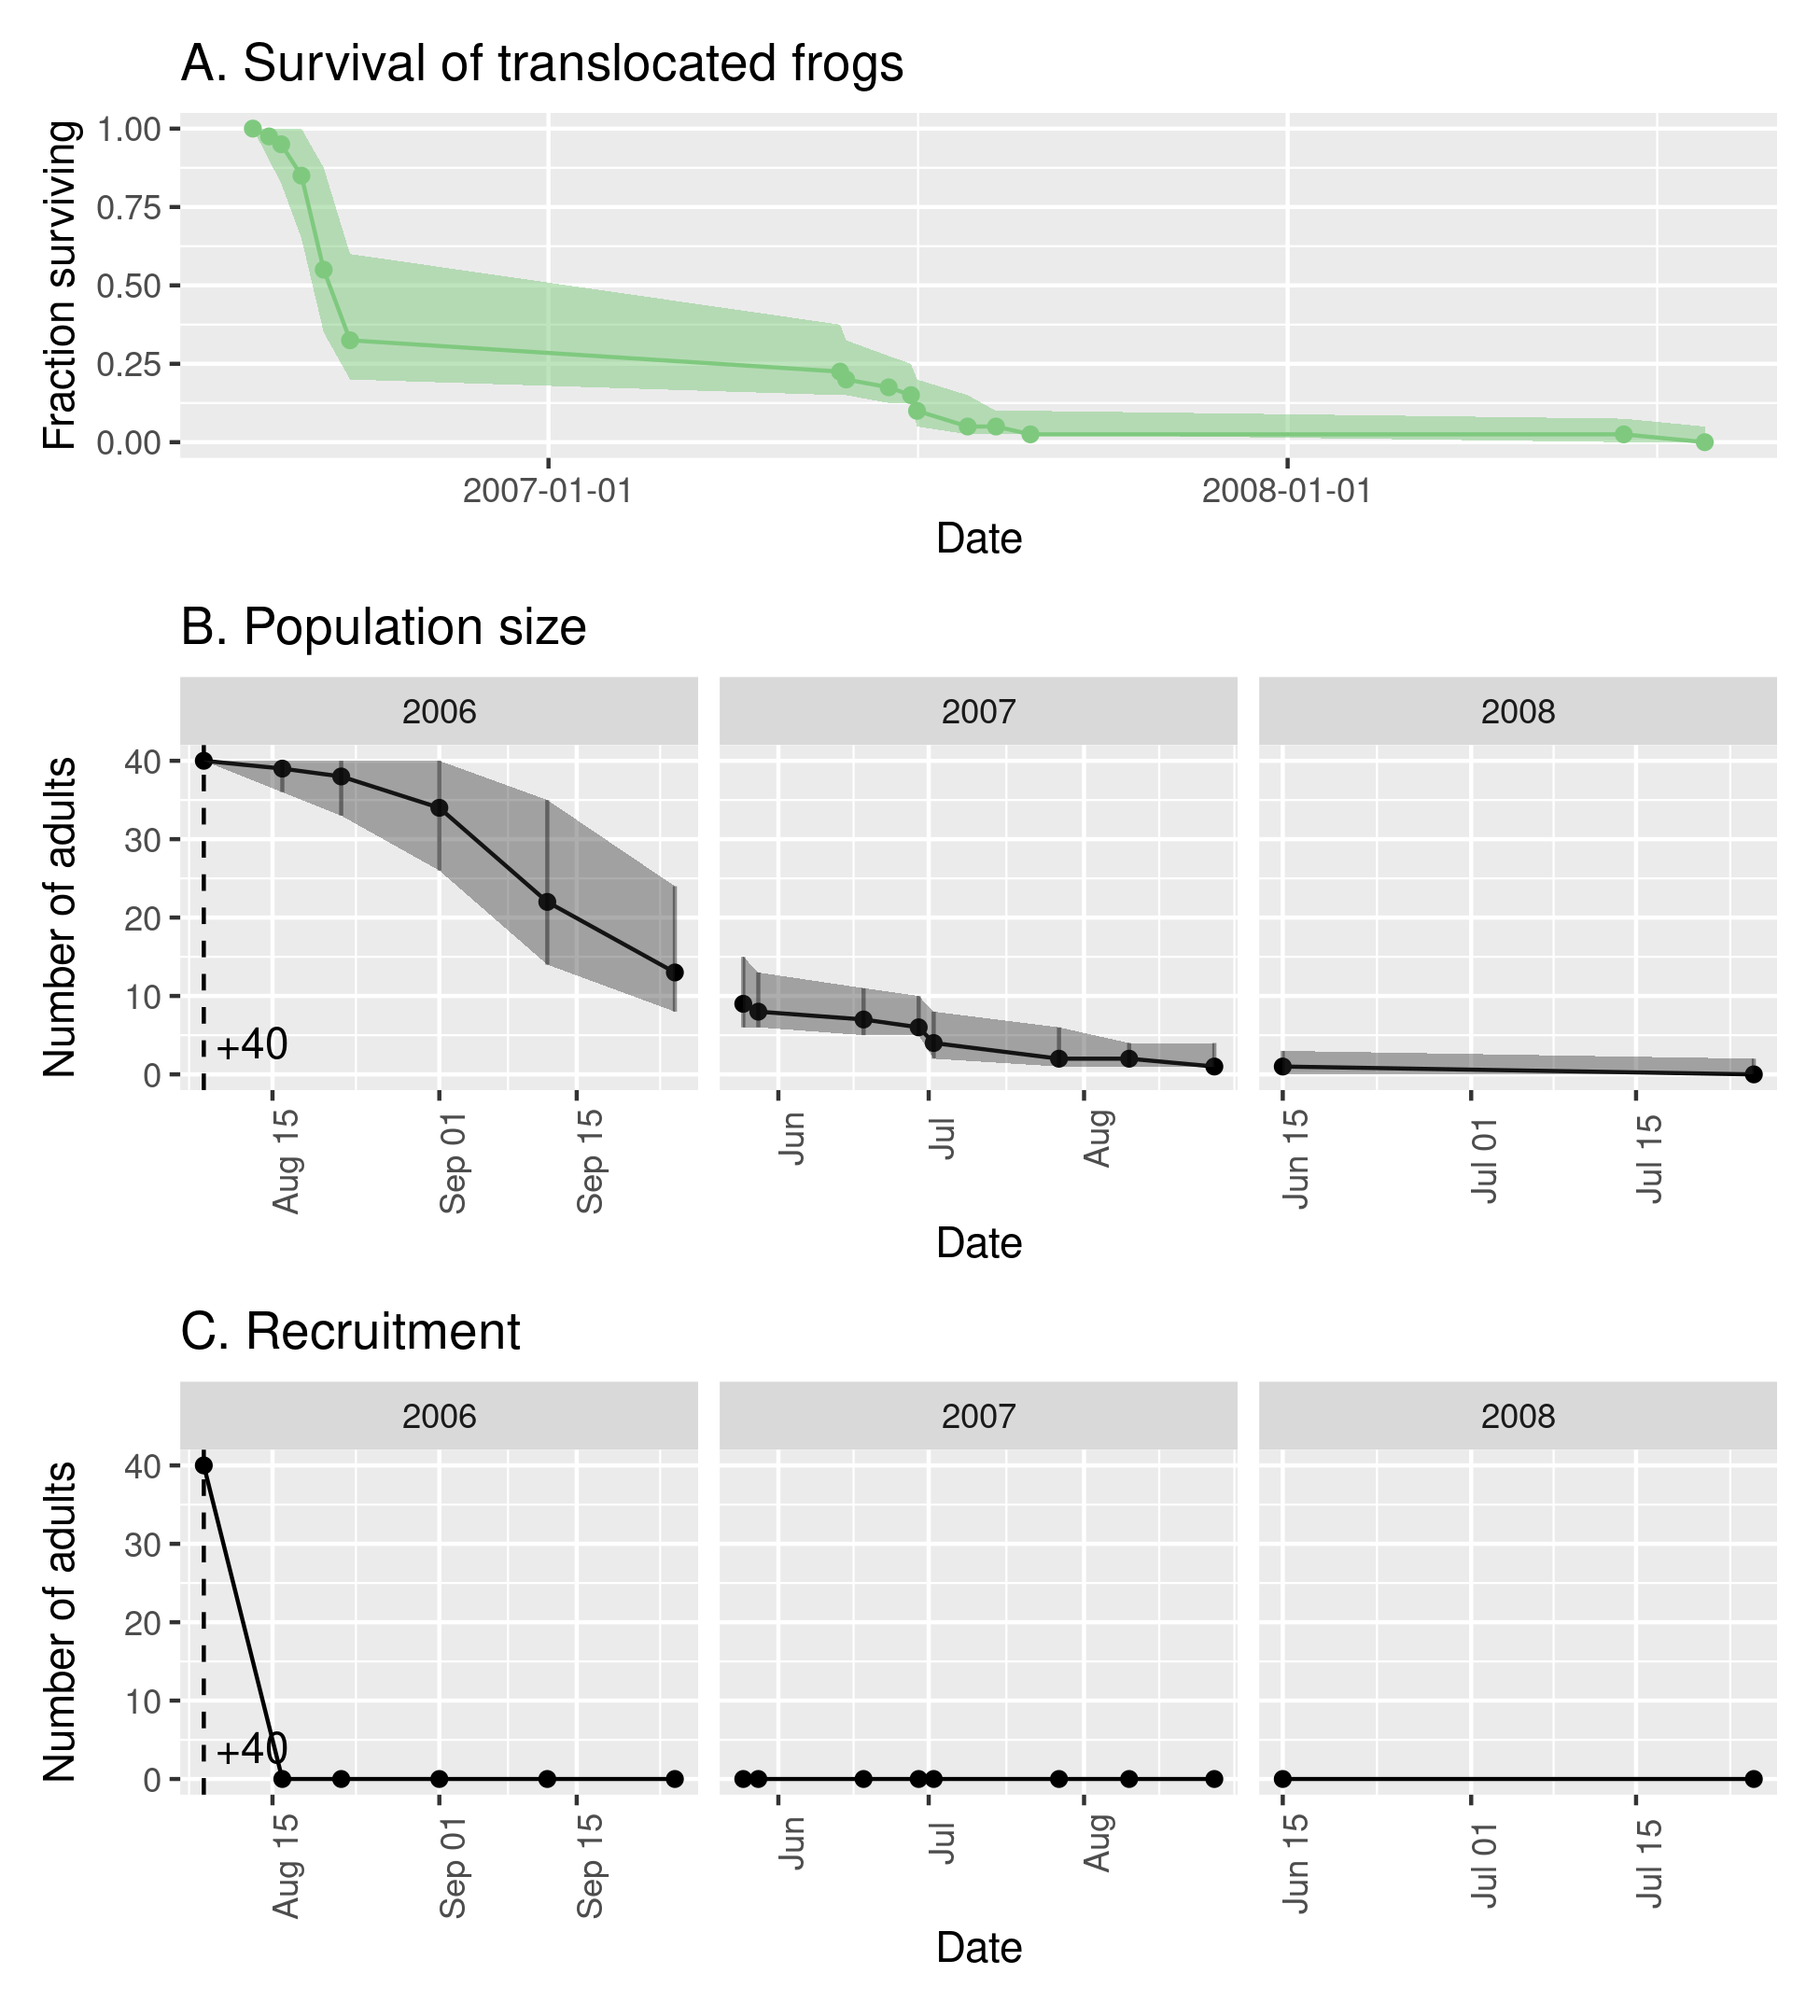 A. Survival of translocated frogs
Fraction surviving
1.00
0.75
0.50
0.25
0.00
2007-01-01 2008-01-01
Date
B. Population size
2006 2007 2008
Number of adults
40
30
20
10
0
+40
Aug 15 Sep 01 Sep 15 Jun Jul Aug Jun 15 Jul 01 Jul 15
Date
C. Recruitment
2006 2007 2008
Number of adults
40
30
20
10
0
+40
Aug 15 Sep 01 Sep 15 Jun Jul Aug Jun 15 Jul 01 Jul 15
Date